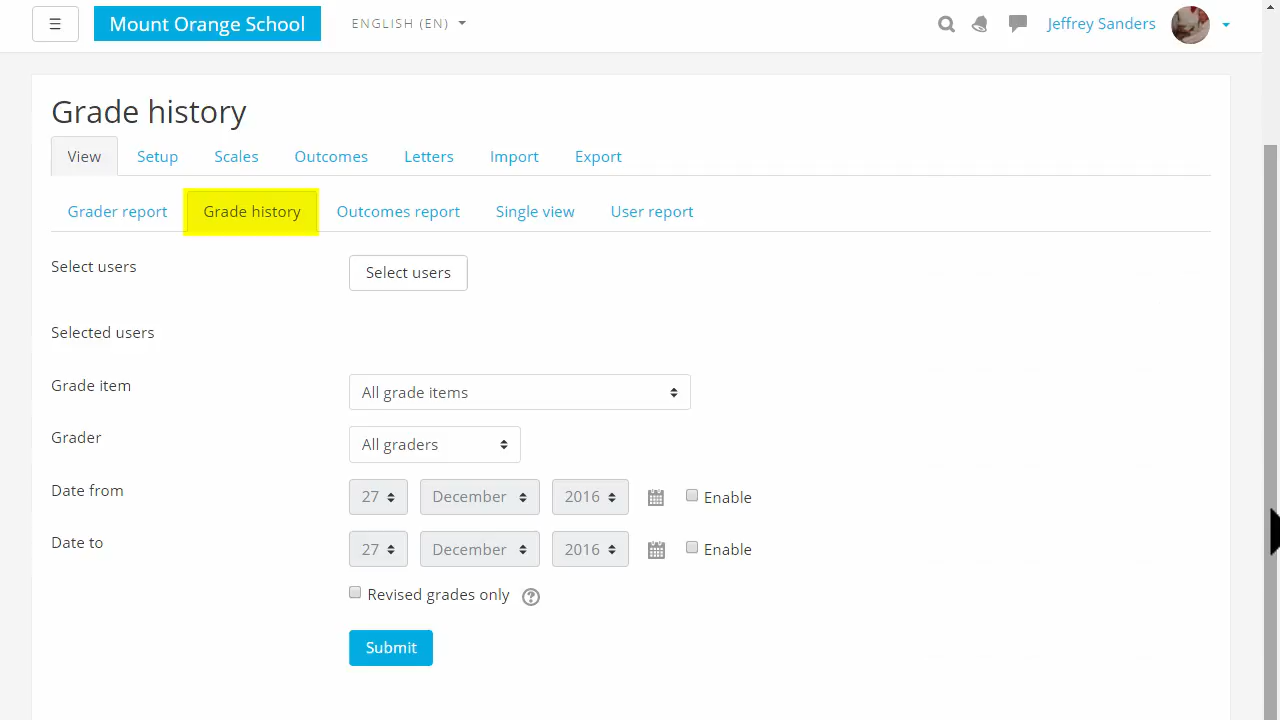 ☰ Mount Orange School ENGLISH (EN) Jeffrey Sanders
Grade history
View Setup Scales Outcomes Letters Import Export
Grader report Grade history Outcomes report Single view User report
Select users Select users
Selected users
Grade item All grade items
Grader All graders
Date from 27 December 2016 Enable
Date to 27 December 2016 Enable
Revised grades only ?
Submit